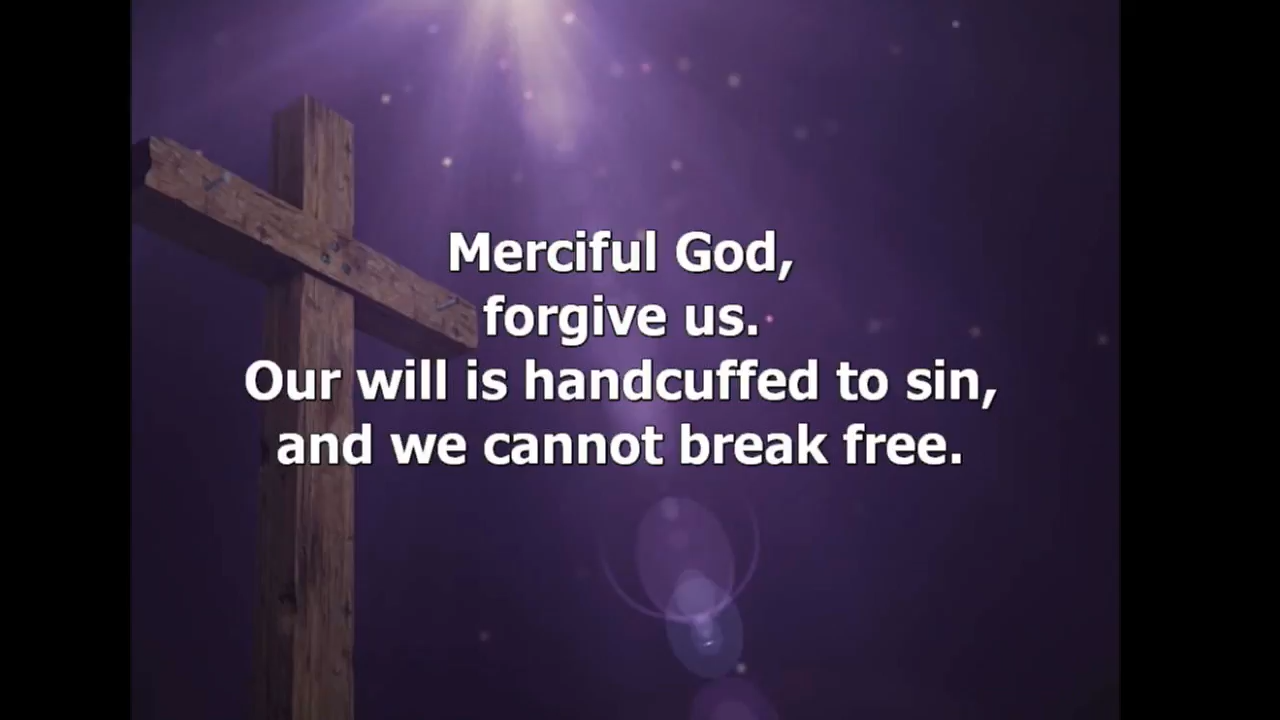 Merciful God,
forgive us.
Our will is handcuffed to sin,
and we cannot break free.